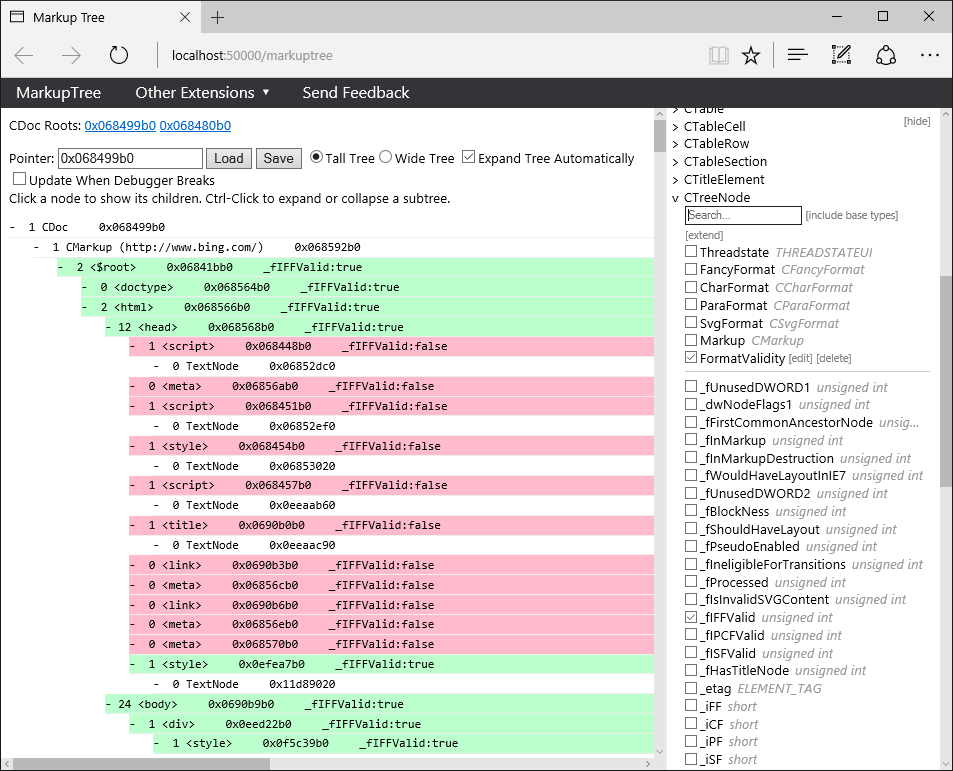 Markup Tree
localhost:50000/markuptree
MarkupTree Other Extensions ▼ Send Feedback
CDoc Roots: 0x068499b0 0x068480b0
Pointer: 0x068499b0 Load Save Tall Tree Wide Tree Expand Tree Automatically
Update When Debugger Breaks
Click a node to show its children. Ctrl-Click to expand or collapse a subtree.
- 1 CDoc 0x068499b0
- 1 CMarkup (http://www.bing.com/) 0x068592b0
- 2 <$root> 0x06841bb0 _fIFFValid:true
- 0 <doctype> 0x068564b0 _fIFFValid:true
- 2 <html> 0x068566b0 _fIFFValid:true
- 12 <head> 0x068568b0 _fIFFValid:true
- 1 <script> 0x068448b0 _fIFFValid:false
- 0 TextNode 0x06852dc0
- 0 <meta> 0x06856ab0 _fIFFValid:false
- 1 <script> 0x068451b0 _fIFFValid:false
- 0 TextNode 0x06852ef0
- 1 <style> 0x068454b0 _fIFFValid:false
- 0 TextNode 0x06853020
- 1 <script> 0x068457b0 _fIFFValid:false
- 0 TextNode 0x0eeaab60
- 1 <title> 0x0690b0b0 _fIFFValid:false
- 0 TextNode 0x0eeaac90
- 0 <link> 0x0690b3b0 _fIFFValid:false
- 0 <meta> 0x06856cb0 _fIFFValid:false
- 0 <link> 0x0690b6b0 _fIFFValid:false
- 0 <meta> 0x06856eb0 _fIFFValid:false
- 0 <meta> 0x068570b0 _fIFFValid:false
- 1 <style> 0x0efea7b0 _fIFFValid:true
- 0 TextNode 0x11d89020
- 24 <body> 0x0690b9b0 _fIFFValid:true
- 1 <div> 0x0eed22b0 _fIFFValid:true
- 1 <style> 0x0f5c39b0 _fIFFValid:true
> CTable
[hide]
> CTableCell
> CTableRow
> CTableSection
> CTitleElement
v CTreeNode
Search... [include base types]
[extend]
Threadstate THREADSTATEUI
FancyFormat CFancyFormat
CharFormat CCharFormat
ParaFormat CParaFormat
SvgFormat CSvgFormat
Markup CMarkup
FormatValidity [edit] [delete]
_fUnusedDWORD1 unsigned int
_dwNodeFlags1 unsigned int
_fFirstCommonAncestorNode unsig...
_fInMarkup unsigned int
_fInMarkupDestruction unsigned int
_fWouldHaveLayoutInIE7 unsigned int
_fUnusedDWORD2 unsigned int
_fBlockNess unsigned int
_fShouldHaveLayout unsigned int
_fPseudoEnabled unsigned int
_fIneligibleForTransitions unsigned int
_fProcessed unsigned int
_fIsInvalidSVGContent unsigned int
_fIFFValid unsigned int
_fIPCFValid unsigned int
_fISFValid unsigned int
_fHasTitleNode unsigned int
_etag ELEMENT_TAG
_iFF short
_iCF short
_iPF short
_iSF short